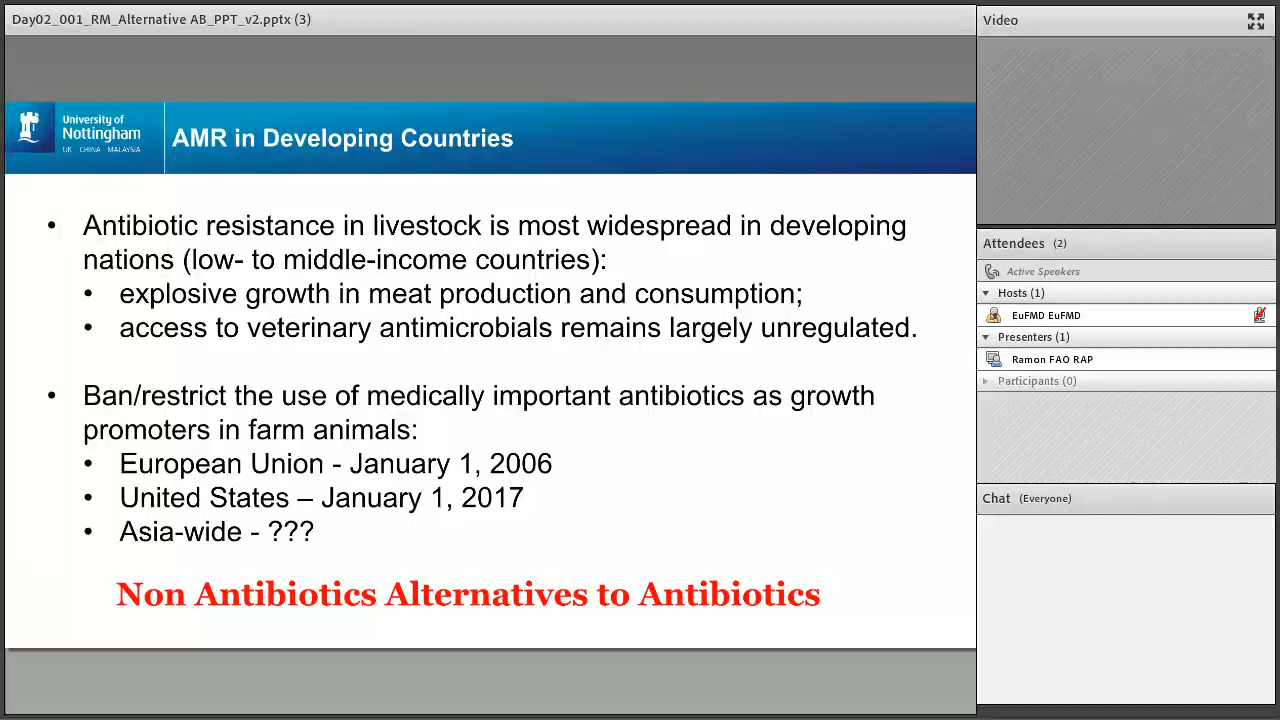 Day02_001_RM_Alternative AB_PPT_v2.pptx (3)
University of
Nottingham
UK CHINA MALAYSIA
AMR in Developing Countries
• Antibiotic resistance in livestock is most widespread in developing
nations (low- to middle-income countries):
• explosive growth in meat production and consumption;
• access to veterinary antimicrobials remains largely unregulated.
• Ban/restrict the use of medically important antibiotics as growth
promoters in farm animals:
• European Union - January 1, 2006
• United States – January 1, 2017
• Asia-wide - ???
Non Antibiotics Alternatives to Antibiotics
Video
Attendees (2)
Active Speakers
Hosts (1)
EuFMD EuFMD
Presenters (1)
Ramon FAO RAP
Participants (0)
Chat (Everyone)